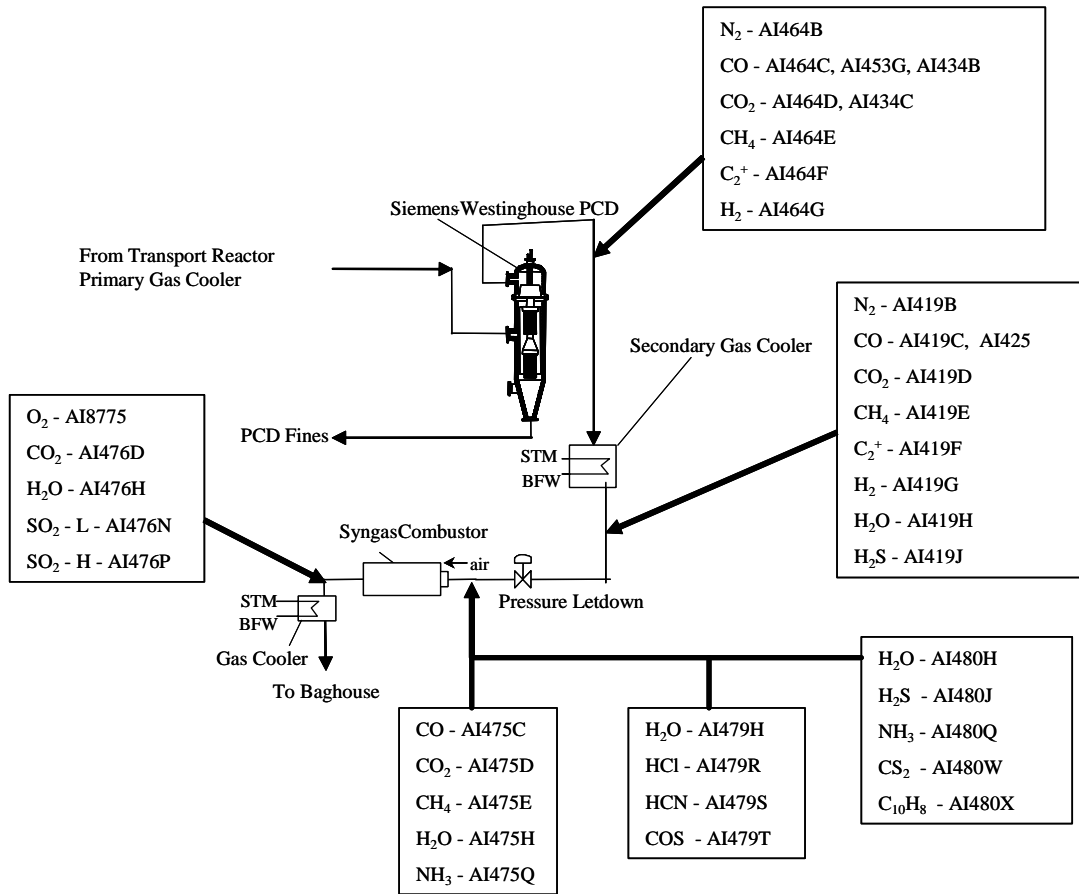 N₂ - AI464B
CO - AI464C, AI453G, AI434B
CO₂ - AI464D, AI434C
CH₄ - AI464E
C₂⁺ - AI464F
H₂ - AI464G
Siemens-Westinghouse PCD
From Transport Reactor
Primary Gas Cooler
N₂ - AI419B
CO - AI419C, AI425
CO₂ - AI419D
CH₄ - AI419E
C₂⁺ - AI419F
H₂ - AI419G
H₂O - AI419H
H₂S - AI419J
Secondary Gas Cooler
O₂ - AI8775
CO₂ - AI476D
H₂O - AI476H
SO₂ - L - AI476N
SO₂ - H - AI476P
PCD Fines
STM
BFW
SyngasCombustor
air
Pressure Letdown
STM
BFW
Gas Cooler
To Baghouse
CO - AI475C
CO₂ - AI475D
CH₄ - AI475E
H₂O - AI475H
NH₃ - AI475Q
H₂O - AI479H
HCl - AI479R
HCN - AI479S
COS - AI479T
H₂O - AI480H
H₂S - AI480J
NH₃ - AI480Q
CS₂ - AI480W
C₁₀H₈ - AI480X